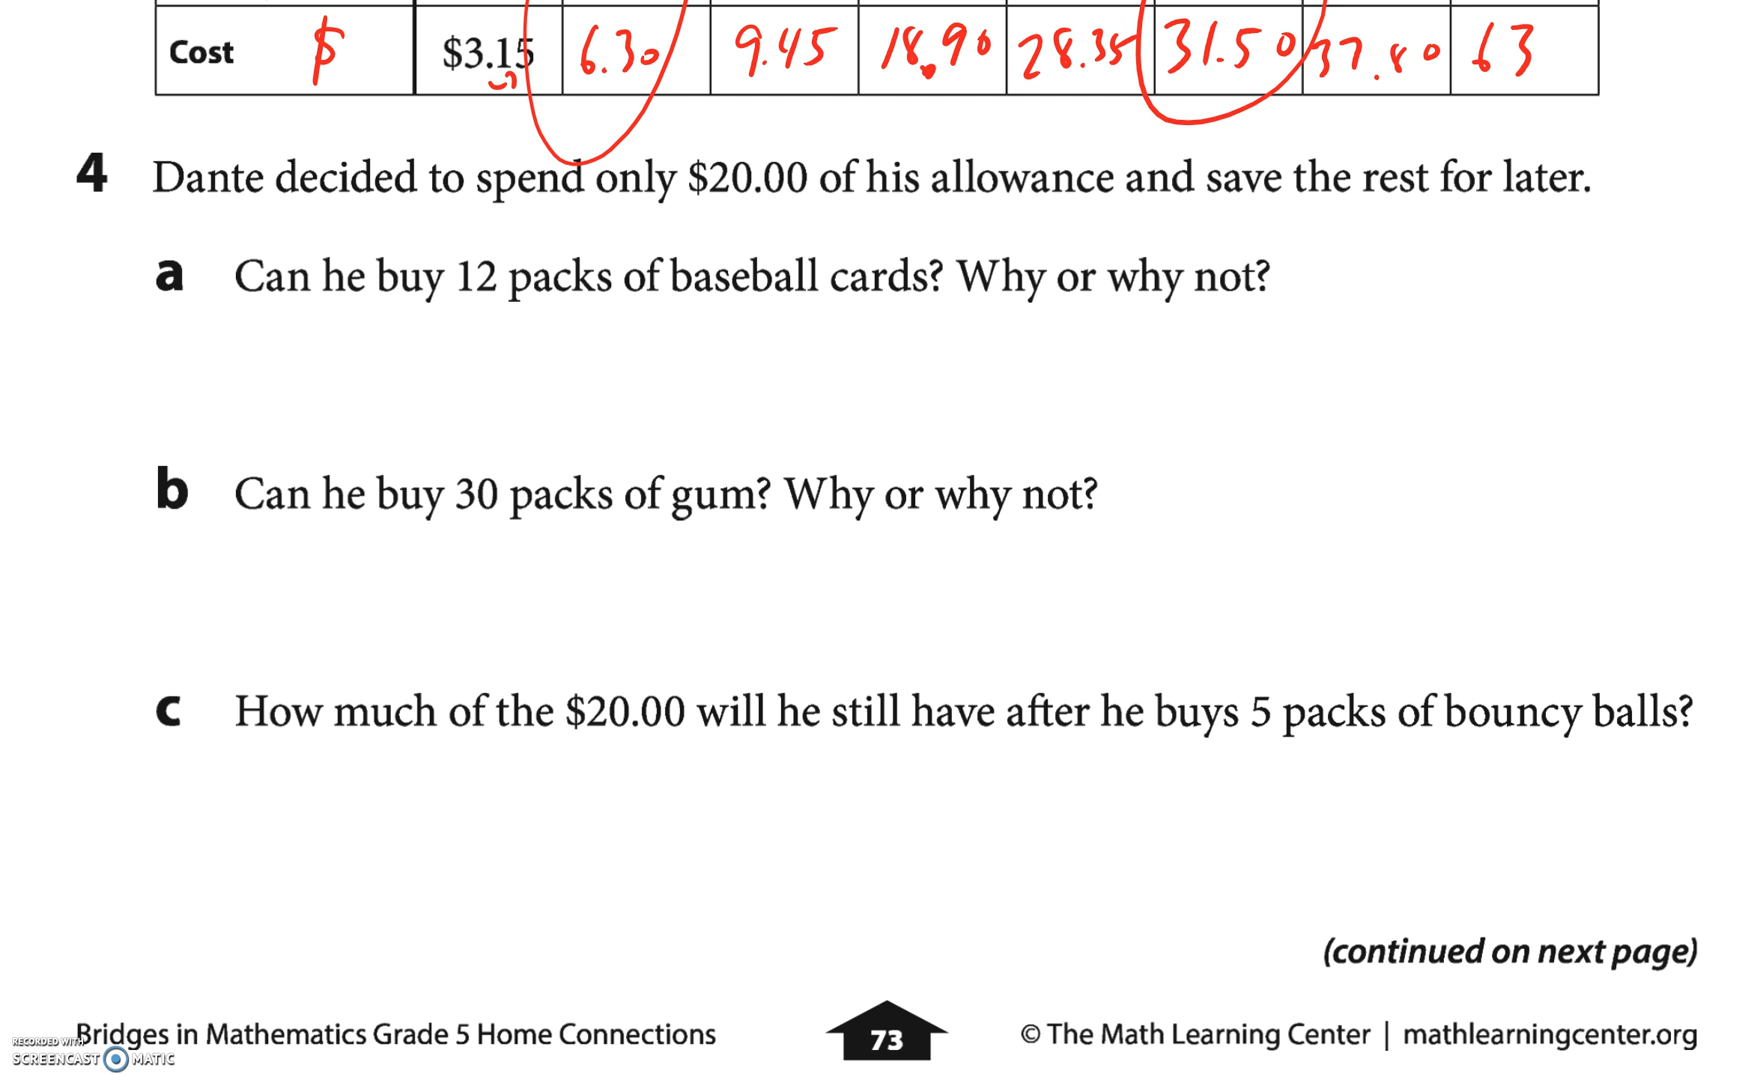 Cost $ $3.15 6.30 9.45 18.90 28.35 31.50 37.80 63
4 Dante decided to spend only $20.00 of his allowance and save the rest for later.
a Can he buy 12 packs of baseball cards? Why or why not?
b Can he buy 30 packs of gum? Why or why not?
c How much of the $20.00 will he still have after he buys 5 packs of bouncy balls?
(continued on next page)
Bridges in Mathematics Grade 5 Home Connections 73 © The Math Learning Center | mathlearningcenter.org
RECORDED WITH
SCREENCAST MATIC